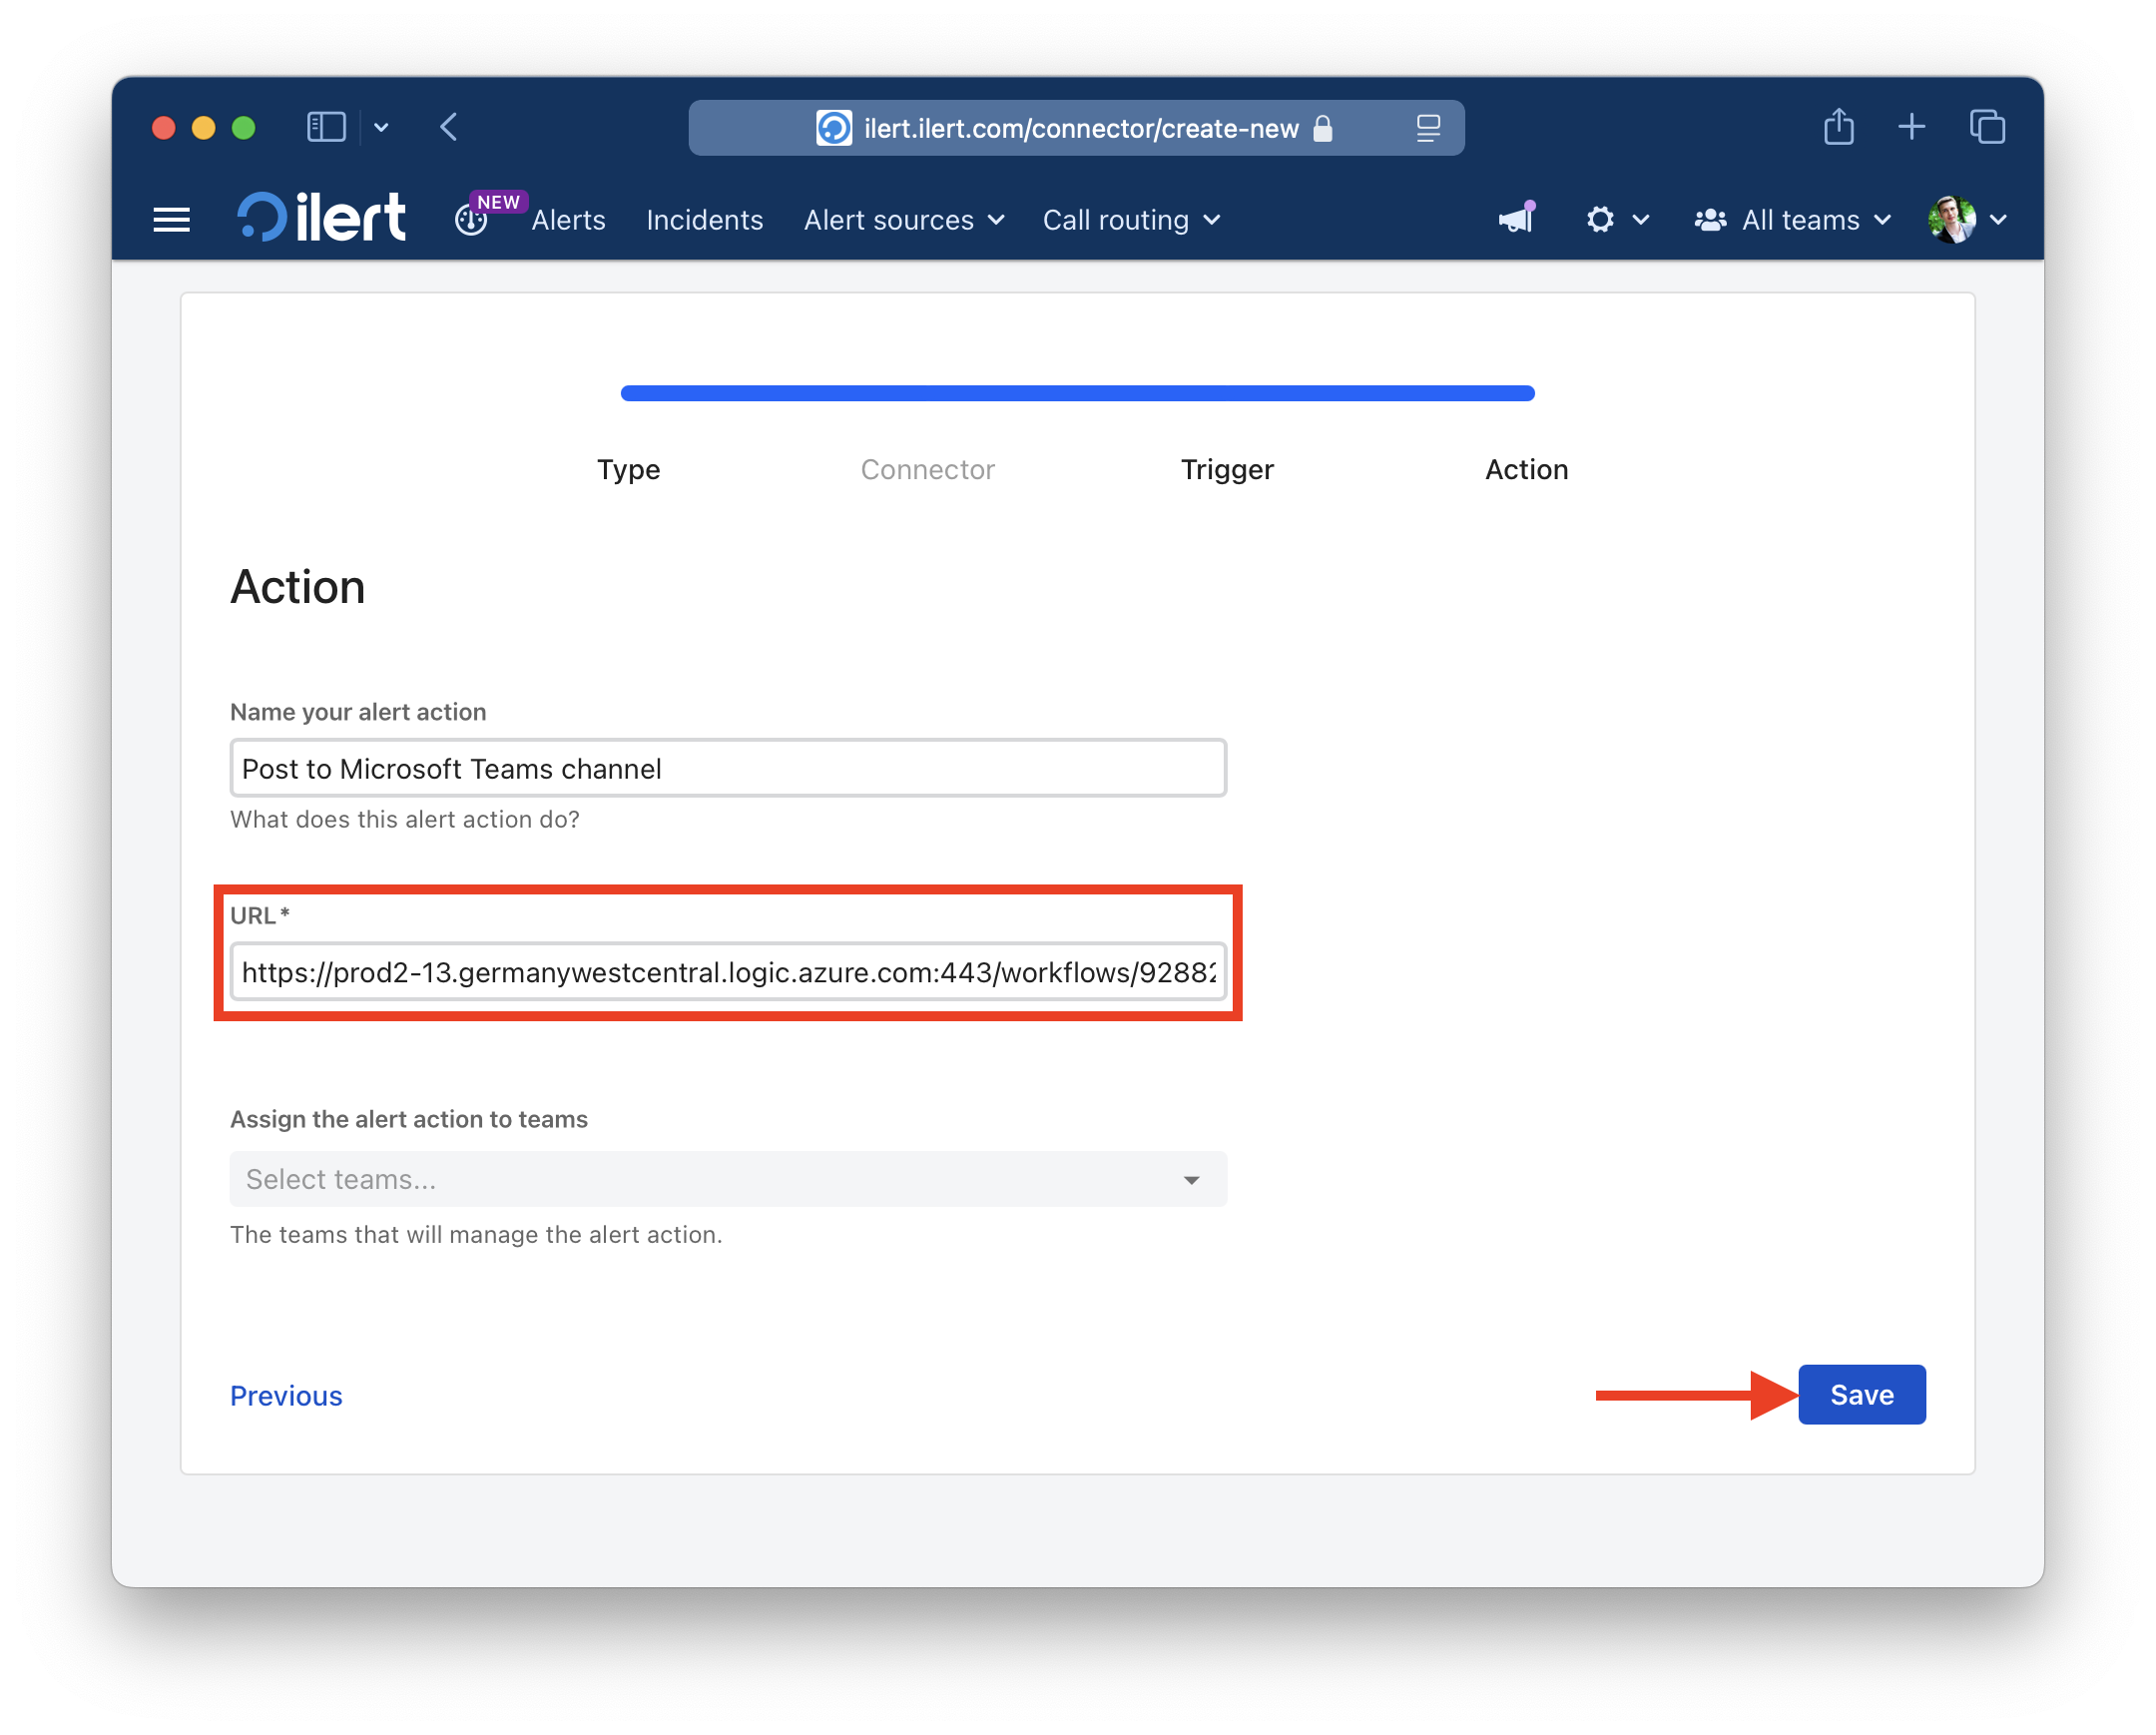 ilert.ilert.com/connector/create-new
ilert NEW Alerts Incidents Alert sources Call routing All teams
Type Connector Trigger Action
Action
Name your alert action
Post to Microsoft Teams channel
What does this alert action do?
URL*
https://prod2-13.germanywestcentral.logic.azure.com:443/workflows/92882
Assign the alert action to teams
Select teams...
The teams that will manage the alert action.
Previous Save